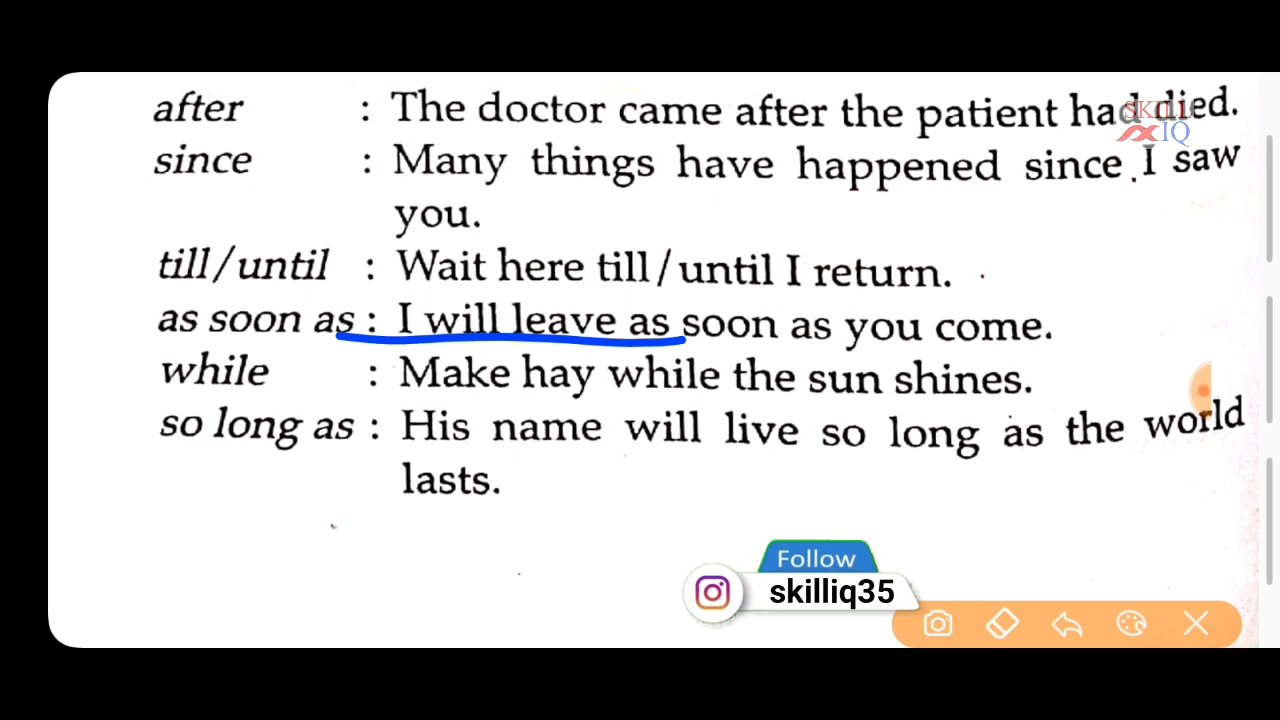 after : The doctor came after the patient had died.
SKILL
IQ
since : Many things have happened since I saw
you.
till/until : Wait here till/until I return.
as soon as : I will leave as soon as you come.
while : Make hay while the sun shines.
so long as : His name will live so long as the world
lasts.
Follow
skilliq35